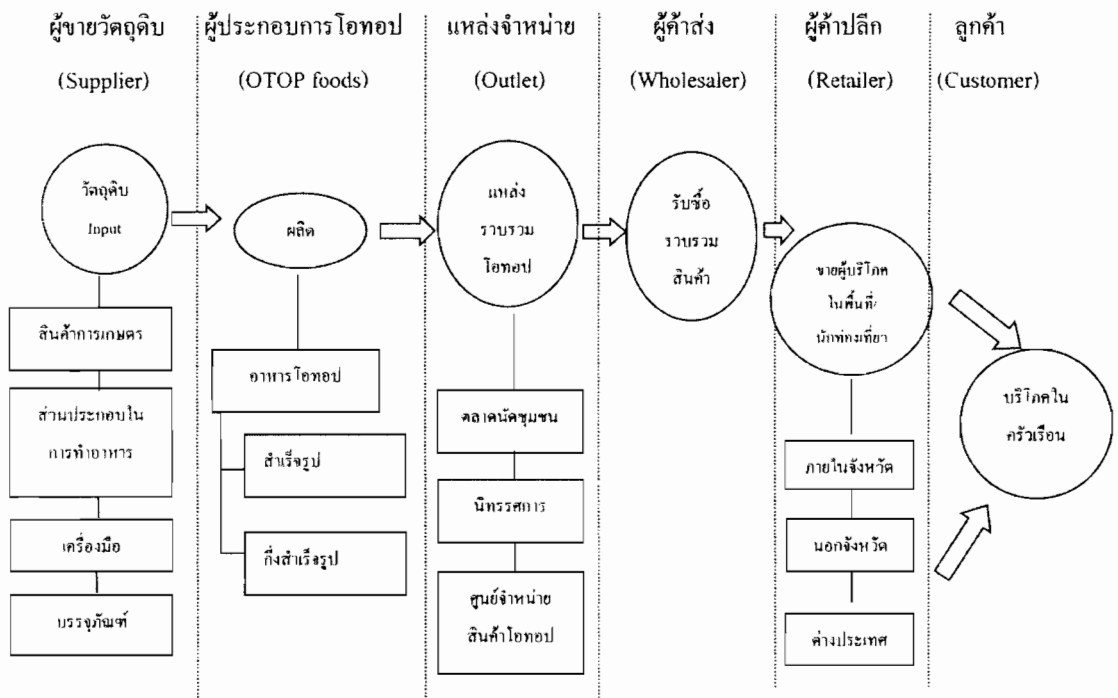 ผู้ขายวัตถุดิบ
(Supplier)
ผู้ประกอบการโอทอป
(OTOP foods)
แหล่งจำหน่าย
(Outlet)
ผู้ค้าส่ง
(Wholesaler)
ผู้ค้าปลีก
(Retailer)
ลูกค้า
(Customer)
วัตถุดิบ
Input
สินค้าการเกษตร
ส่วนประกอบใน
การทำอาหาร
เครื่องมือ
บรรจุภัณฑ์
ผลิต
อาหารโอทอป
สำเร็จรูป
กึ่งสำเร็จรูป
แหล่ง
ราบรวม
โอทอป
ตลาดนัดชุมชน
นิทรรศการ
ศูนย์จำหน่าย
สินค้าโอทอป
รับซื้อ
ราบรวม
สินค้า
ขายผู้บริโภค
ในพื้นที่/
นักท่องเที่ยว
ภายในจังหวัด
นอกจังหวัด
ต่างประเทศ
บริโภคใน
ครัวเรือน